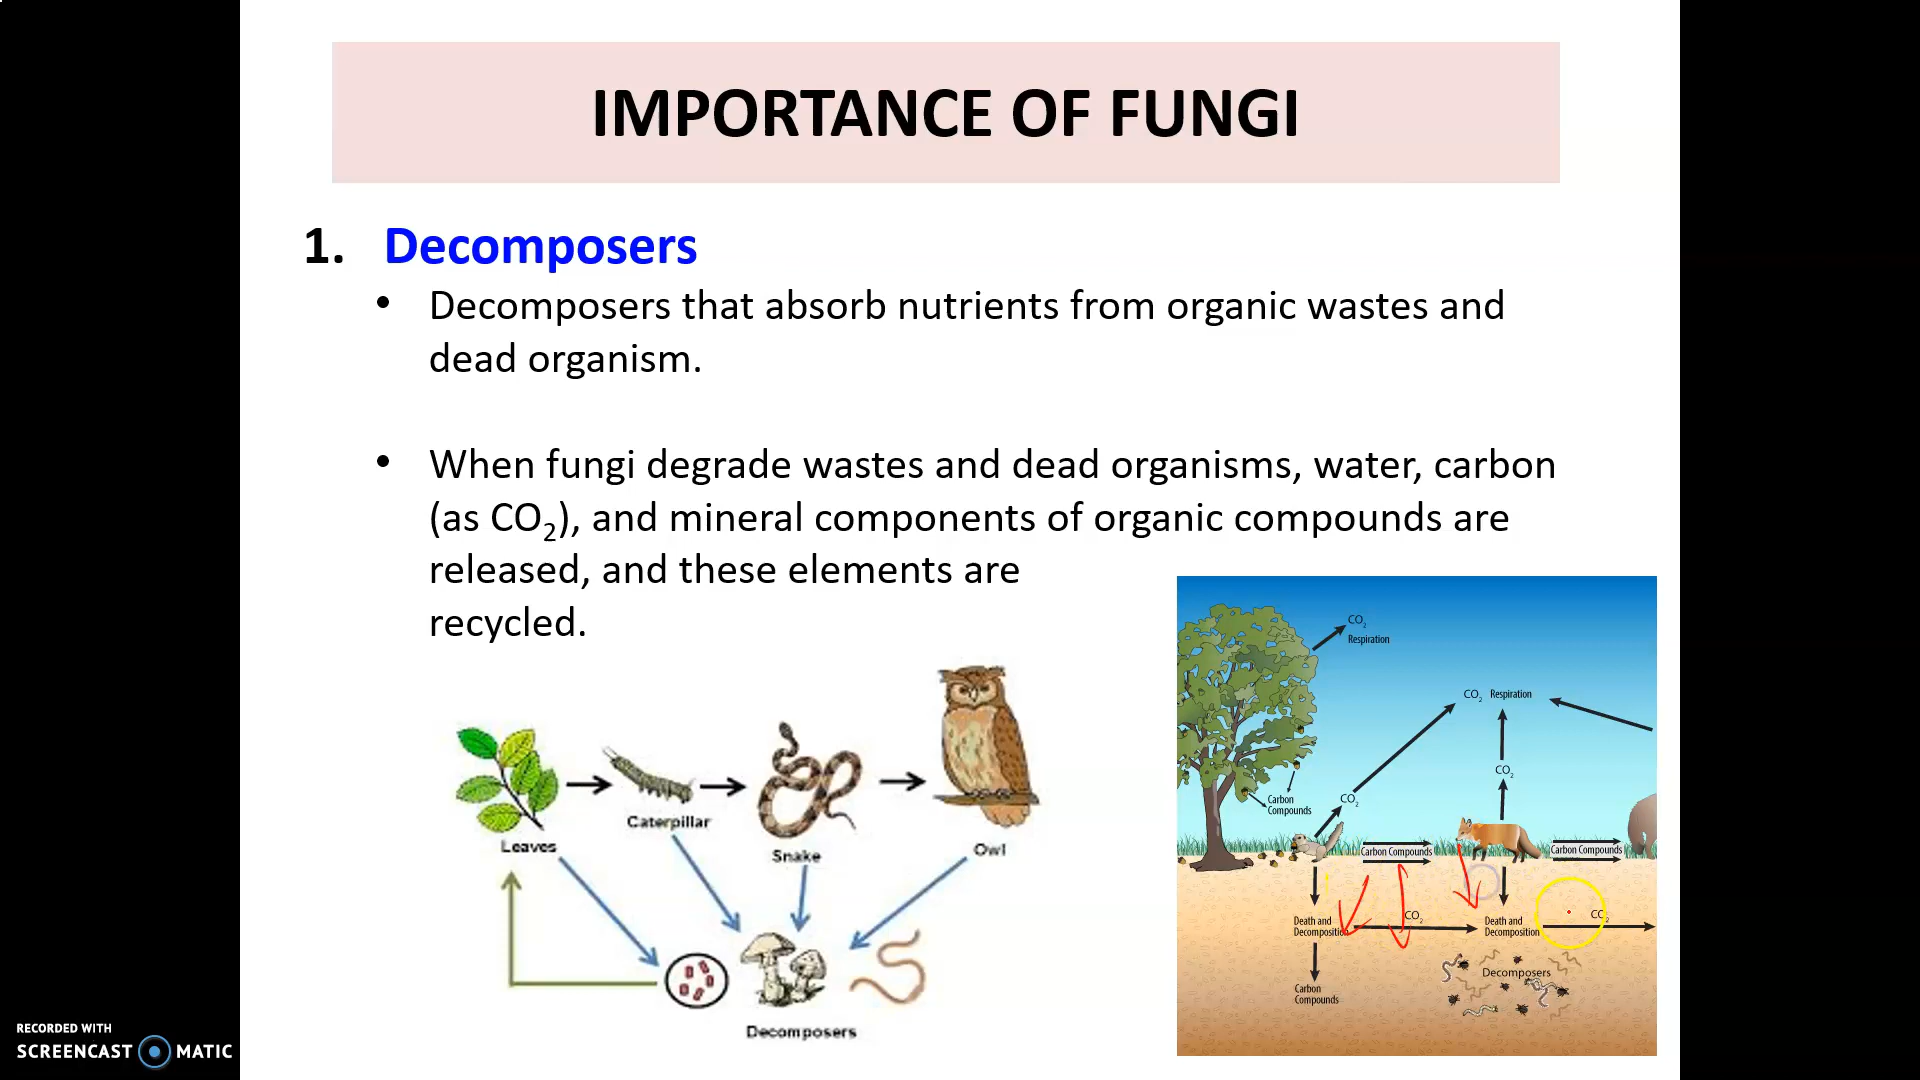 IMPORTANCE OF FUNGI
1. Decomposers
• Decomposers that absorb nutrients from organic wastes and
dead organism.
• When fungi degrade wastes and dead organisms, water, carbon
(as CO₂), and mineral components of organic compounds are
released, and these elements are
recycled.
Leaves
Caterpillar
Snake
Owl
Decomposers
CO₂
Respiration
CO₂ Respiration
CO₂
Carbon
Compounds
CO₂
Carbon Compounds
Carbon Compounds
Death and
Decomposition
CO₂
Death and
Decomposition
CO₂
Decomposers
Carbon
Compounds
RECORDED WITH
SCREENCAST MATIC